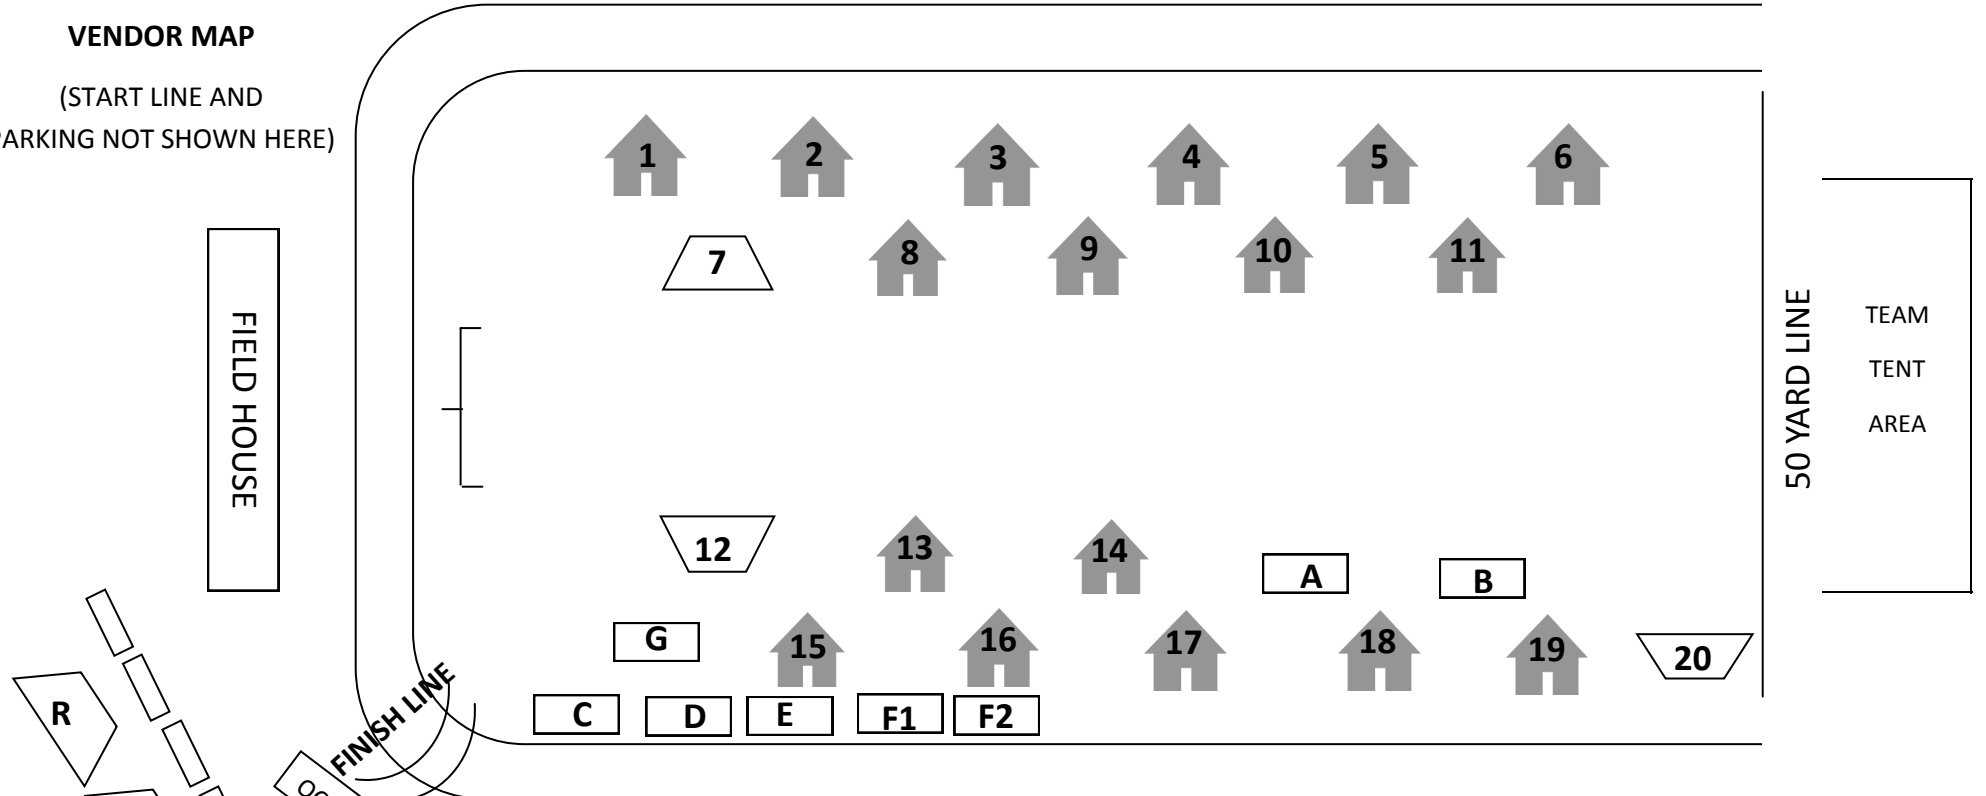 VENDOR MAP
(START LINE AND
PARKING NOT SHOWN HERE)
1
2
3
4
5
6
7
8
9
10
11
FIELD HOUSE
50 YARD LINE
TEAM
TENT
AREA
12
13
14
A
B
G
15
16
17
18
19
20
R
FINISH LINE
C
D
E
F1
F2